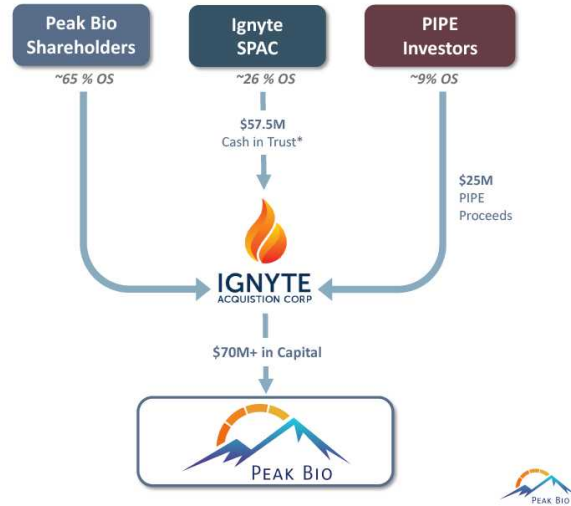 Peak Bio
Shareholders
Ignyte
SPAC
PIPE
Investors
~65 % OS
~26 % OS
~9% OS
$57.5M
Cash in Trust*
$25M
PIPE
Proceeds
IGNYTE
ACQUISTION CORP
$70M+ in Capital
PEAK BIO
PEAK BIO